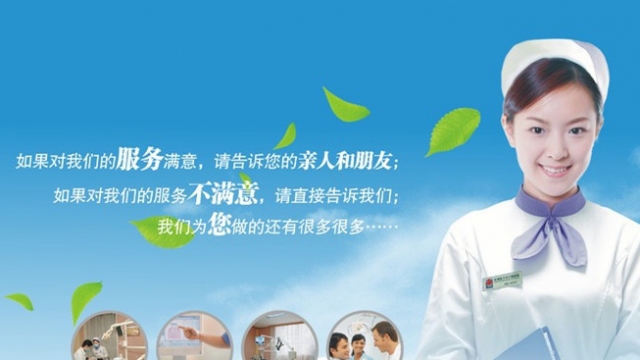 如果对我们的服务满意，请告诉您的亲人和朋友；
如果对我们的服务不满意，请直接告诉我们；
我们为您做的还有很多很多……